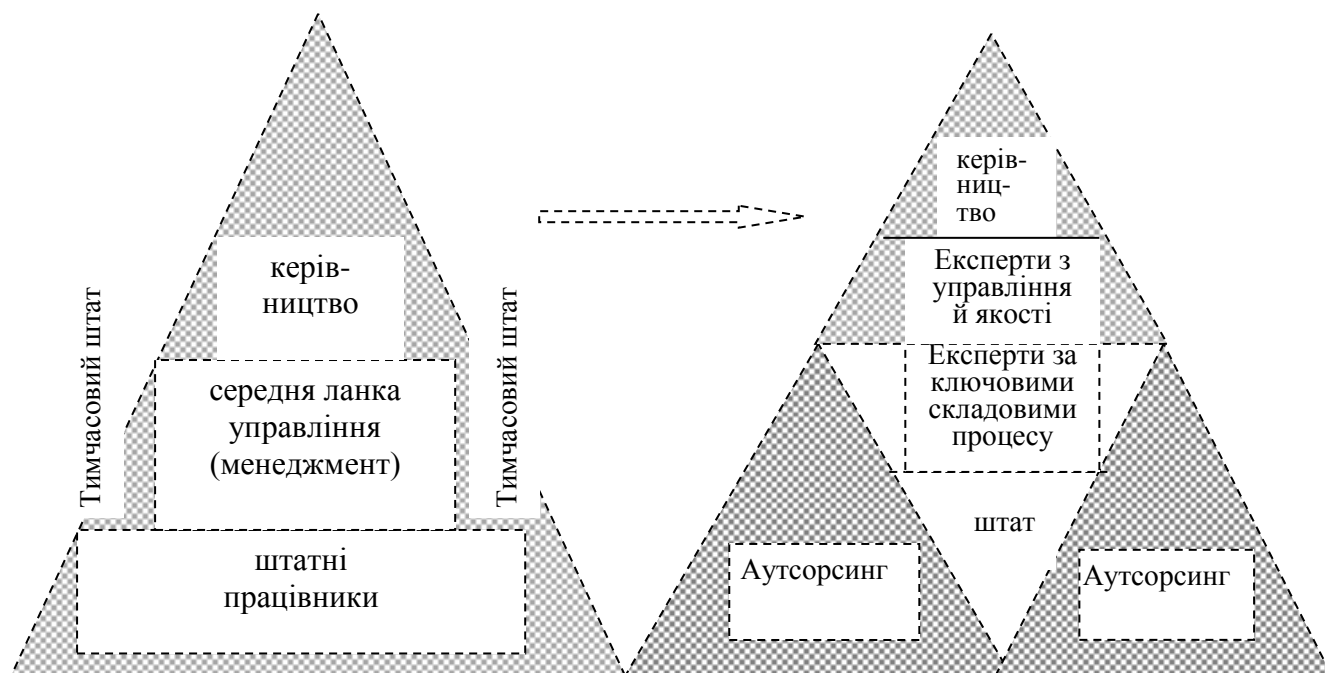 керів-
ництво
Тимчасовий штат
середня ланка
управління
(менеджмент)
Тимчасовий штат
штатні
працівники
керів-
ниц-
тво
Експерти з
управління
й якості
Експерти за
ключовими
складовими
процесу
штат
Аутсорсинг
Аутсорсинг